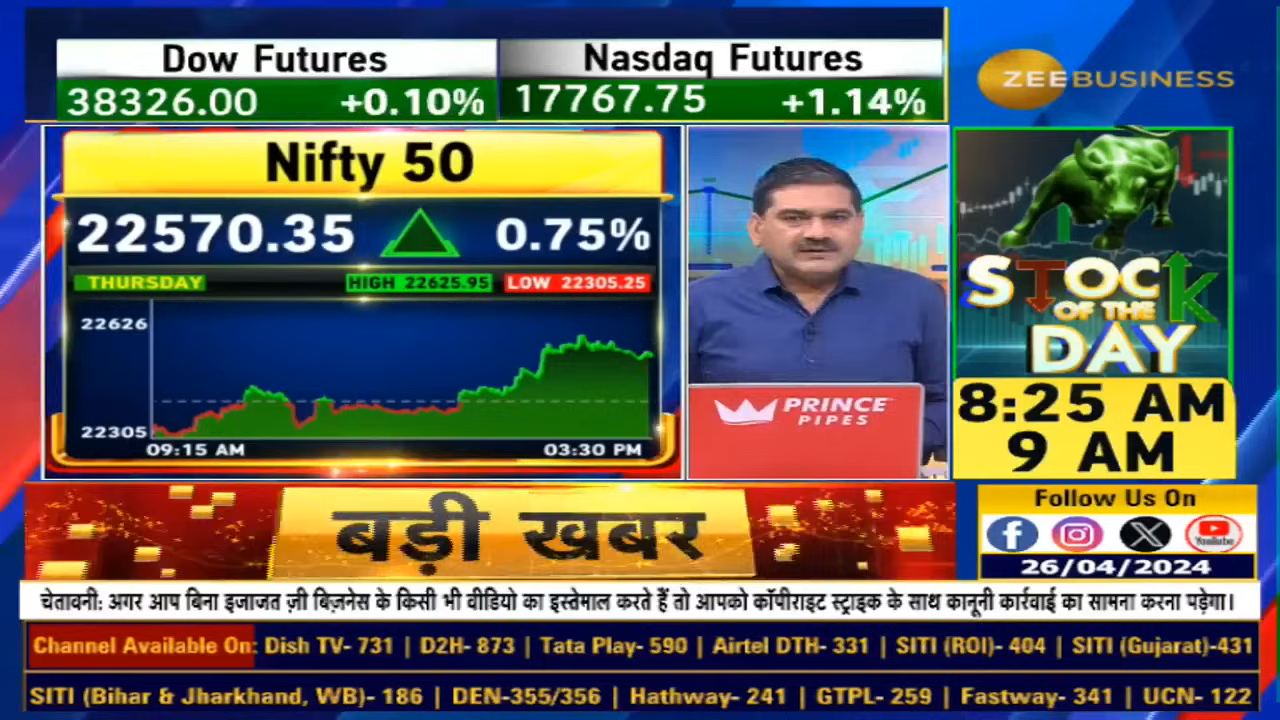 Dow Futures
38326.00 +0.10%
Nasdaq Futures
17767.75 +1.14%
ZEEBUSINESS
Nifty 50
22570.35 0.75%
THURSDAY HIGH 22625.95 LOW 22305.25
22626
22305
09:15 AM 03:30 PM
PRINCE
PIPES
STOCK
OF THE
DAY
8:25 AM
9 AM
बड़ी खबर
Follow Us On
YouTube
26/04/2024
चेतावनी: अगर आप बिना इजाजत ज़ी बिज़नेस के किसी भी वीडियो का इस्तेमाल करते हैं तो आपको कॉपीराइट स्ट्राइक के साथ कानूनी कार्रवाई का सामना करना पड़ेगा।
Channel Available On: Dish TV- 731 | D2H- 873 | Tata Play- 590 | Airtel DTH- 331 | SITI (ROI)- 404 | SITI (Gujarat)-431
SITI (Bihar & Jharkhand, WB)- 186 | DEN-355/356 | Hathway- 241 | GTPL- 259 | Fastway- 341 | UCN- 122